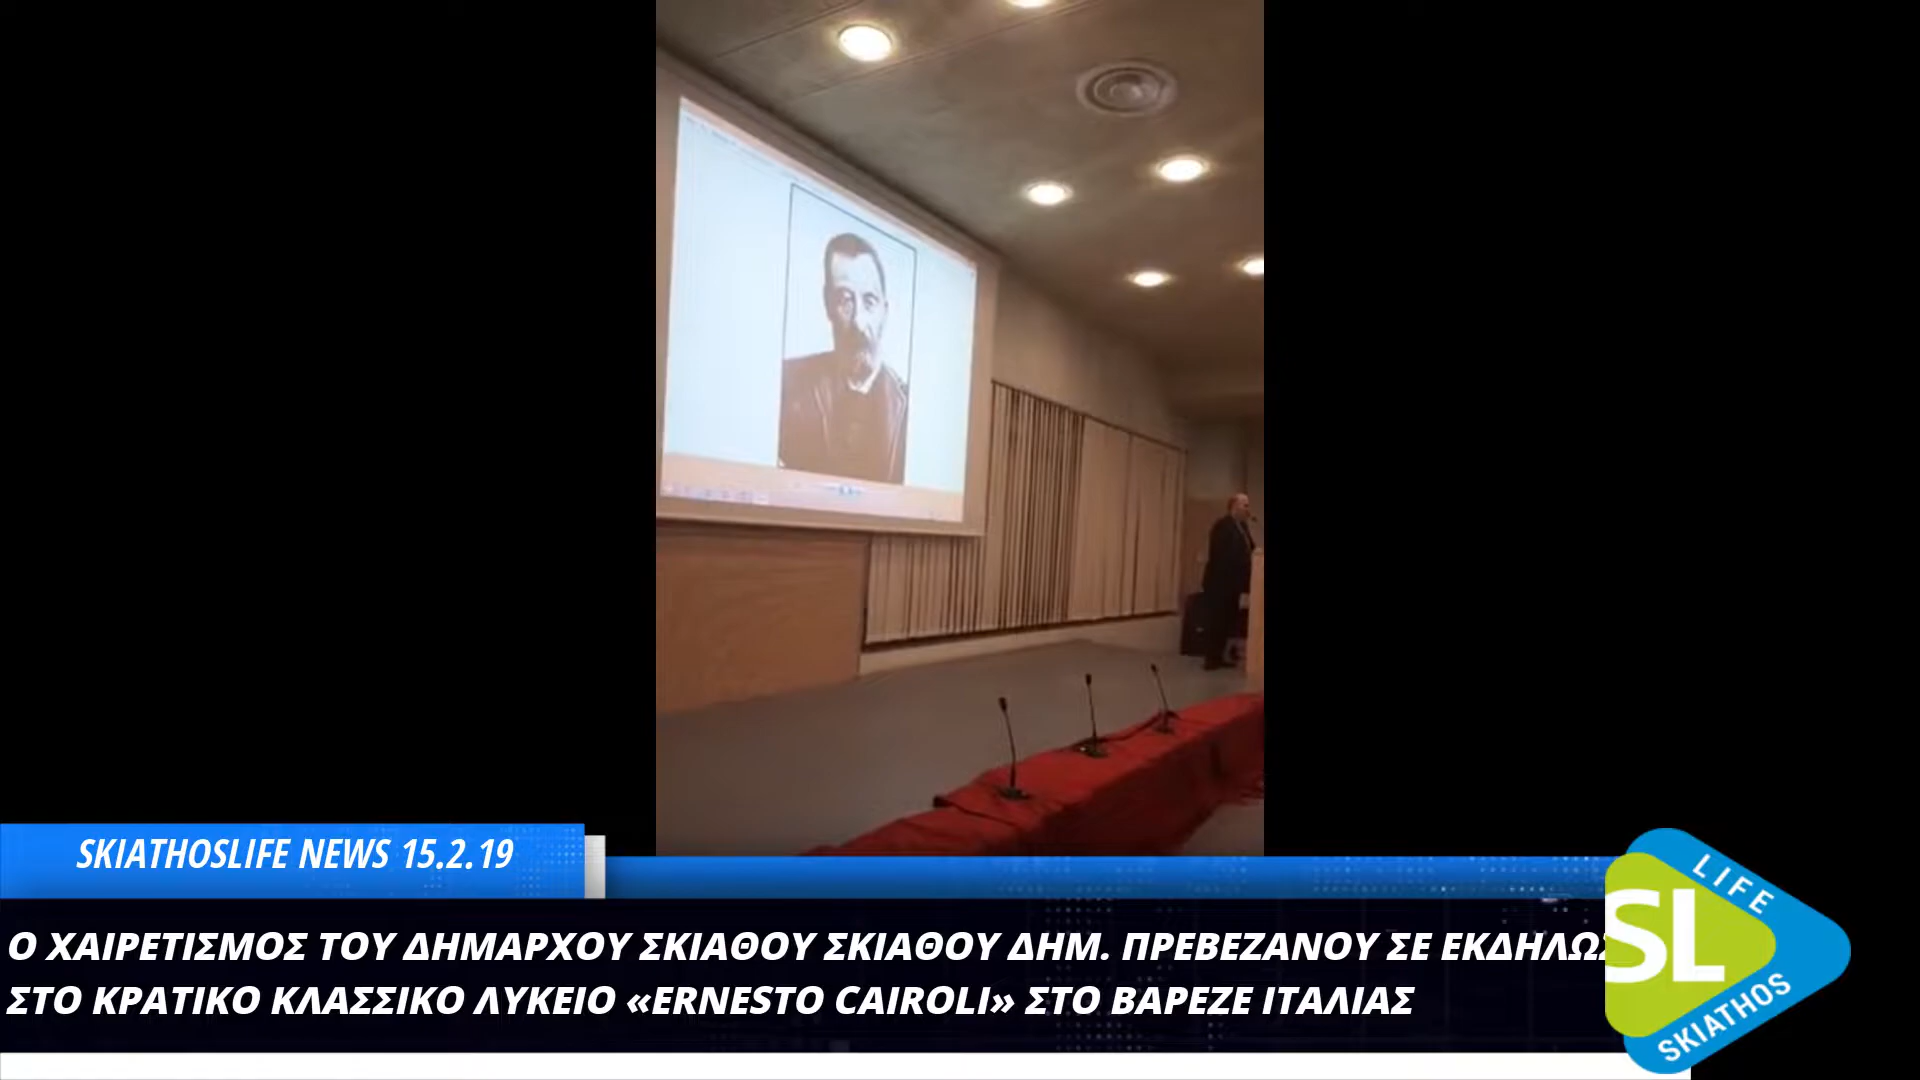 SKIATHOSLIFE NEWS 15.2.19
Ο ΧΑΙΡΕΤΙΣΜΟΣ ΤΟΥ ΔΗΜΑΡΧΟΥ ΣΚΙΑΘΟΥ ΣΚΙΑΘΟΥ ΔΗΜ. ΠΡΕΒΕΖΑΝΟΥ ΣΕ ΕΚΔΗΛΩΣ
ΣΤΟ ΚΡΑΤΙΚΟ ΚΛΑΣΣΙΚΟ ΛΥΚΕΙΟ «ERNESTO CAIROLI» ΣΤΟ ΒΑΡΕΖΕ ΙΤΑΛΙΑΣ
LIFE
SL
SKIATHOS